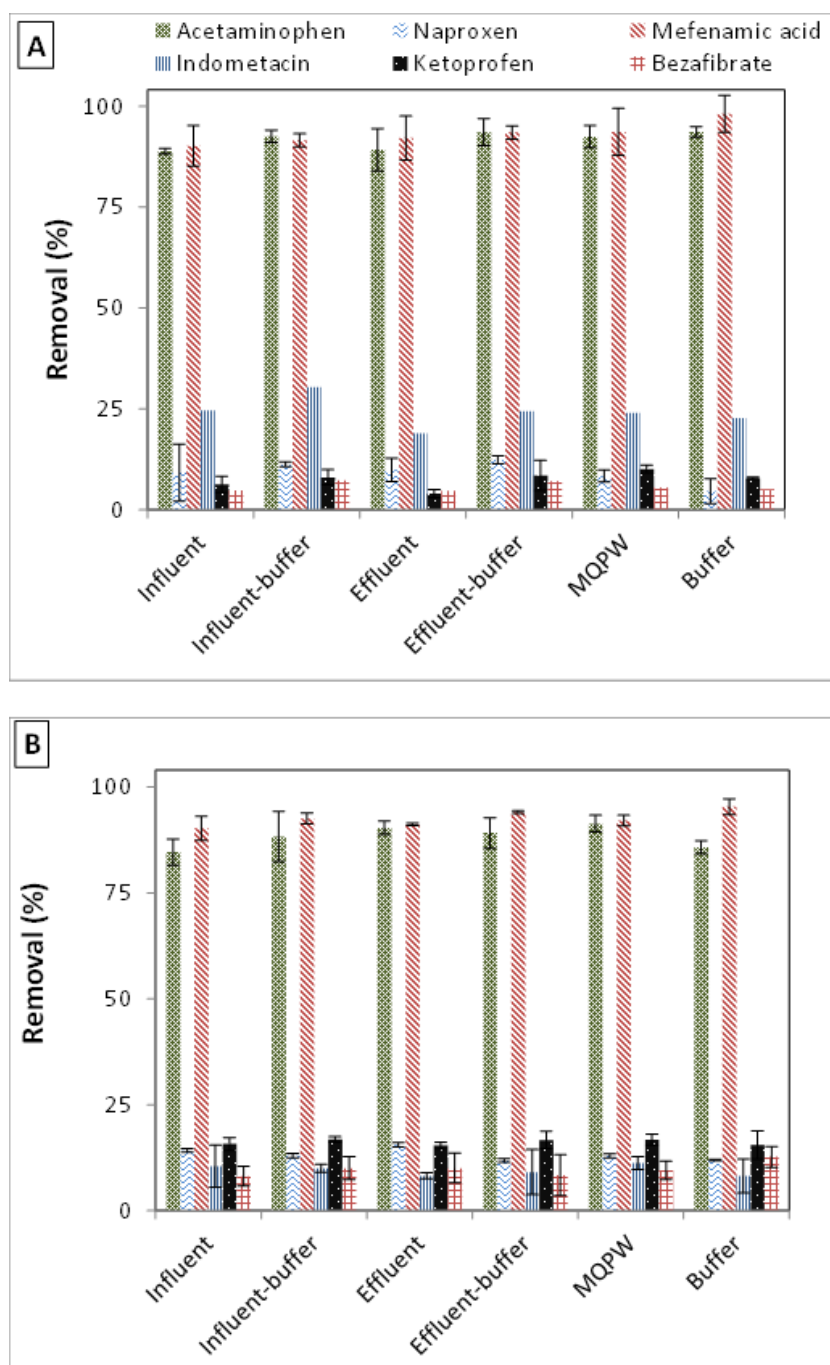 A
Acetaminophen Naproxen Mefenamic acid
Indometacin Ketoprofen Bezafibrate
100
75
50
25
0
Removal (%)
Influent
Influent-buffer
Effluent
Effluent-buffer
MQPW
Buffer
B
100
75
50
25
0
Removal (%)
Influent
Influent-buffer
Effluent
Effluent-buffer
MQPW
Buffer